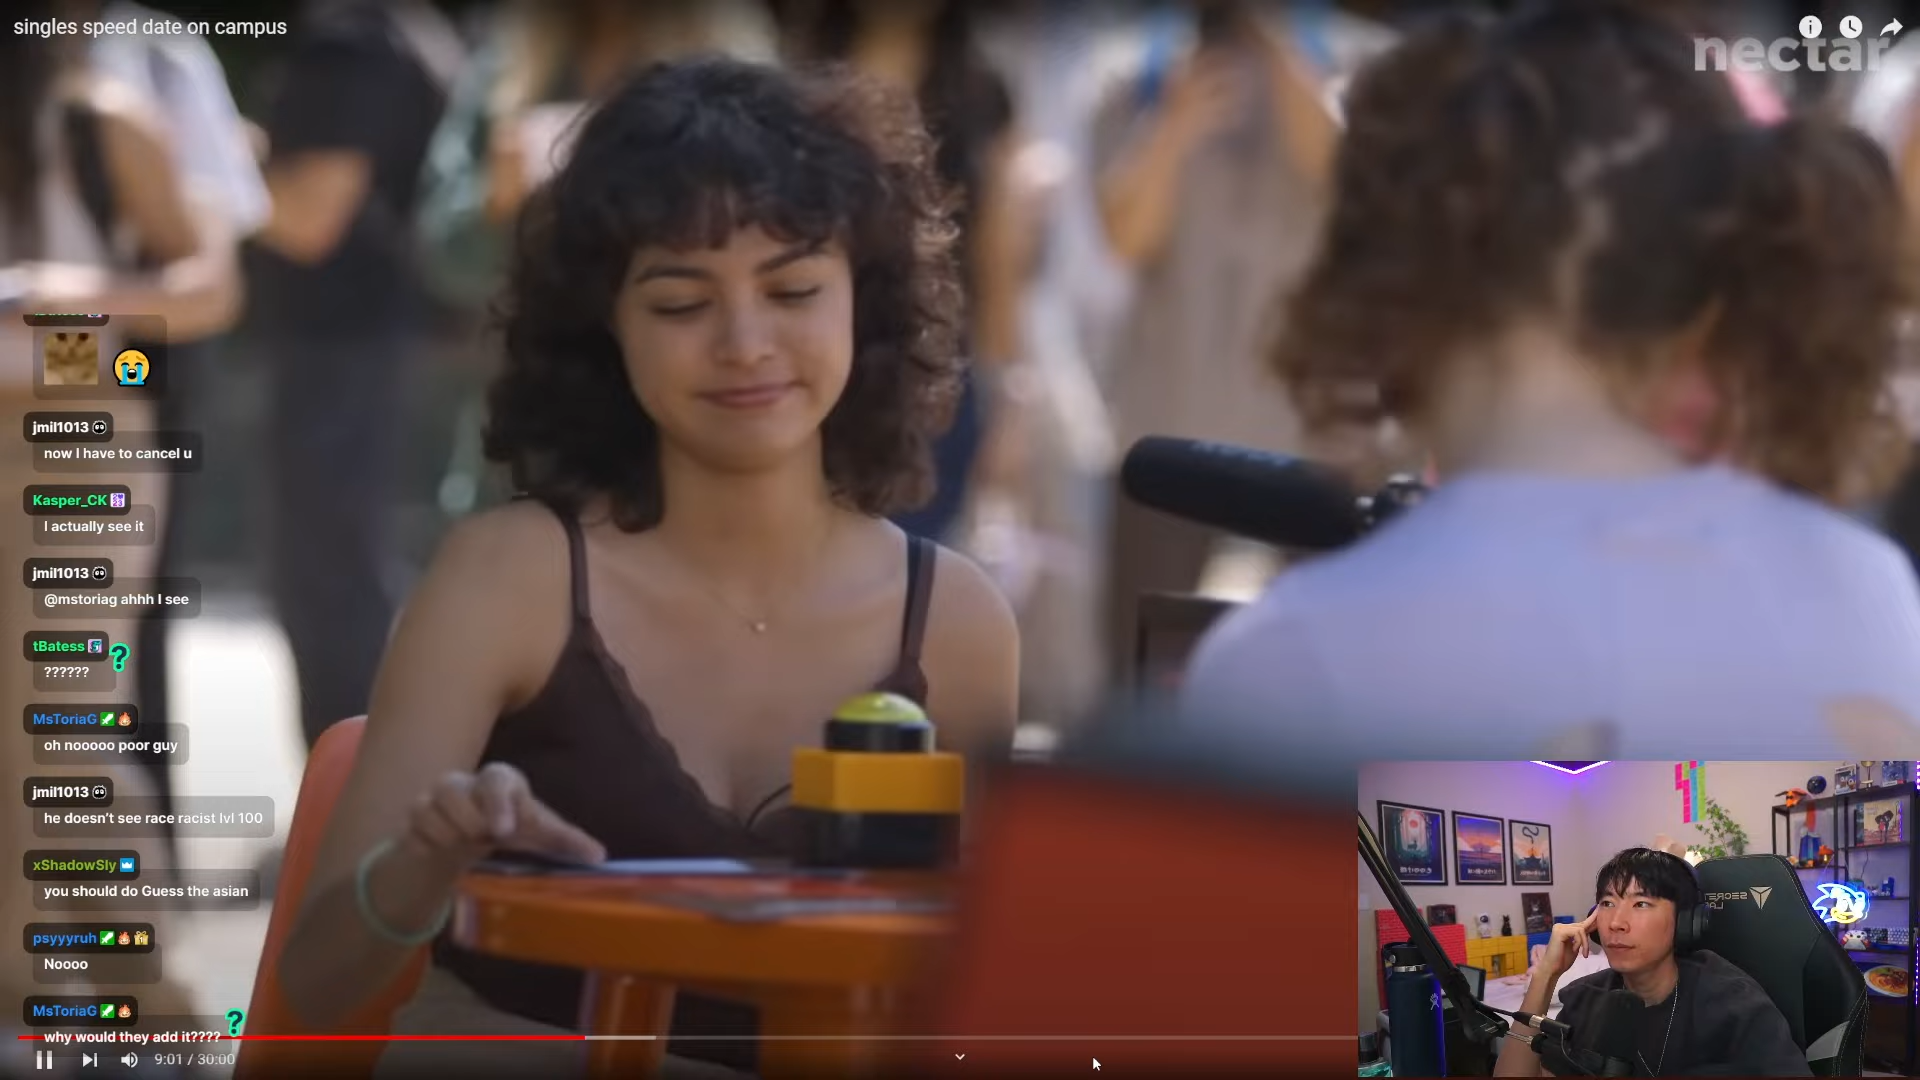 singles speed date on campus
nectar
jmil1013
now I have to cancel u
Kasper_CK
I actually see it
jmil1013
@mstoriag ahhh I see
tBatess
??????
?
MsToriaG
oh nooooo poor guy
jmil1013
he doesn't see race racist lvl 100
xShadowSly
you should do Guess the asian
psyyyruh
Noooo
MsToriaG
why would they add it????
?
9:01 / 30:00